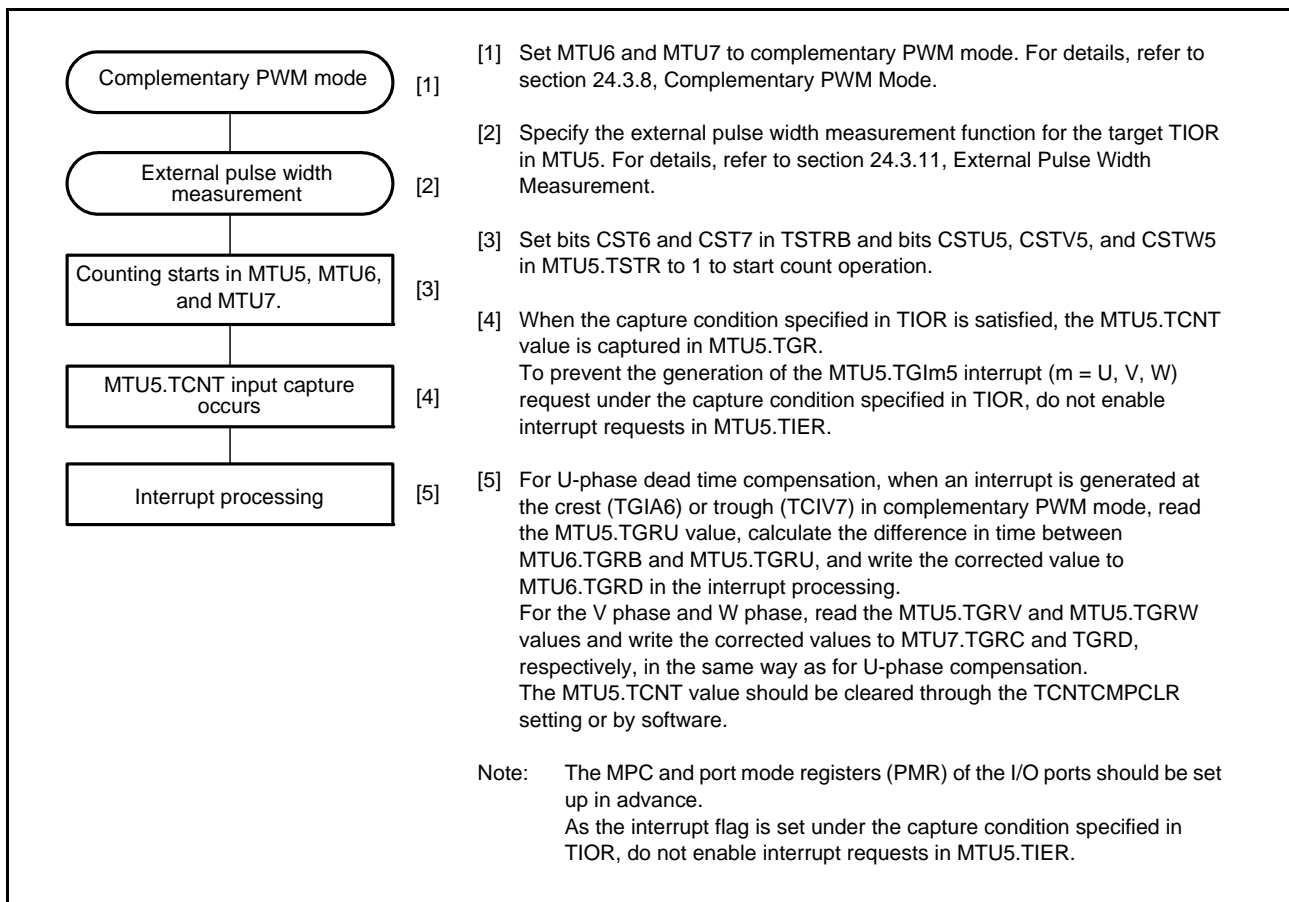 Complementary PWM mode [1]
External pulse width
measurement [2]
Counting starts in MTU5, MTU6,
and MTU7. [3]
MTU5.TCNT input capture
occurs [4]
Interrupt processing [5]
[1] Set MTU6 and MTU7 to complementary PWM mode. For details, refer to
section 24.3.8, Complementary PWM Mode.
[2] Specify the external pulse width measurement function for the target TIOR
in MTU5. For details, refer to section 24.3.11, External Pulse Width
Measurement.
[3] Set bits CST6 and CST7 in TSTRB and bits CSTU5, CSTV5, and CSTW5
in MTU5.TSTR to 1 to start count operation.
[4] When the capture condition specified in TIOR is satisfied, the MTU5.TCNT
value is captured in MTU5.TGR.
To prevent the generation of the MTU5.TGIm5 interrupt (m = U, V, W)
request under the capture condition specified in TIOR, do not enable
interrupt requests in MTU5.TIER.
[5] For U-phase dead time compensation, when an interrupt is generated at
the crest (TGIA6) or trough (TCIV7) in complementary PWM mode, read
the MTU5.TGRU value, calculate the difference in time between
MTU6.TGRB and MTU5.TGRU, and write the corrected value to
MTU6.TGRD in the interrupt processing.
For the V phase and W phase, read the MTU5.TGRV and MTU5.TGRW
values and write the corrected values to MTU7.TGRC and TGRD,
respectively, in the same way as for U-phase compensation.
The MTU5.TCNT value should be cleared through the TCNTCMPCLR
setting or by software.
Note: The MPC and port mode registers (PMR) of the I/O ports should be set
up in advance.
As the interrupt flag is set under the capture condition specified in
TIOR, do not enable interrupt requests in MTU5.TIER.